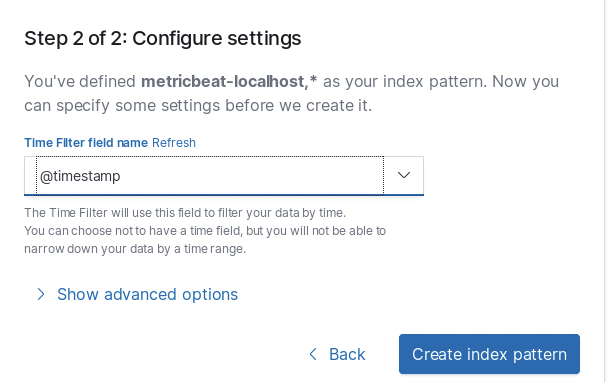 Step 2 of 2: Configure settings
You've defined metricbeat-localhost,* as your index pattern. Now you
can specify some settings before we create it.
Time Filter field name Refresh
@timestamp
The Time Filter will use this field to filter your data by time.
You can choose not to have a time field, but you will not be able to
narrow down your data by a time range.
Show advanced options
Back
Create index pattern